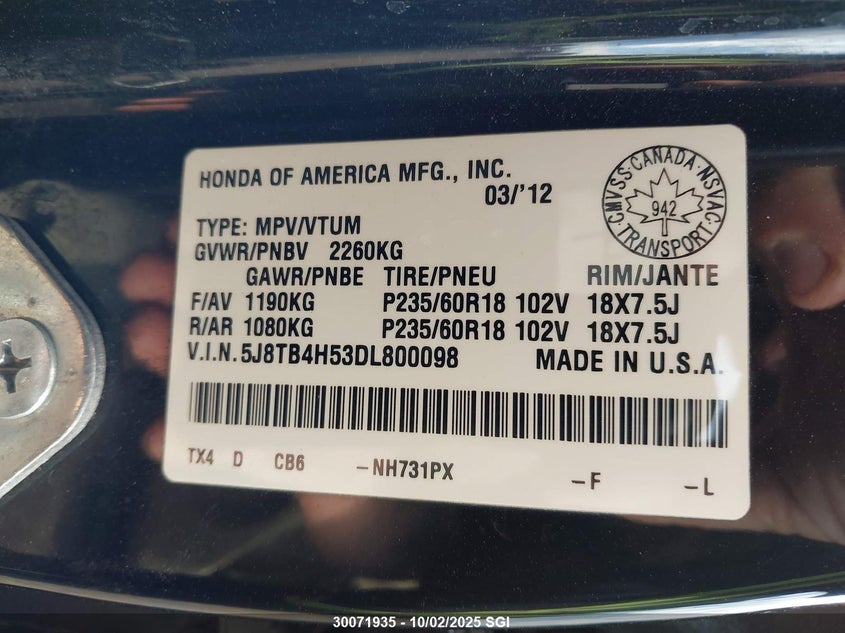 HONDA OF AMERICA MFG., INC.
03/'12
TYPE: MPV/VTUM
GVWR/PNBV 2260KG
GAWR/PNBE TIRE/PNEU RIM/JANTE
F/AV 1190KG P235/60R18 102V 18X7.5J
R/AR 1080KG P235/60R18 102V 18X7.5J
V.I.N. 5J8TB4H53DL800098 MADE IN U.S.A.
TX4 D CB6 -NH731PX -F -L
CMVSS·CANADA·NSVAC·TRANSPORT
942
30071935 - 10/02/2025 SGI